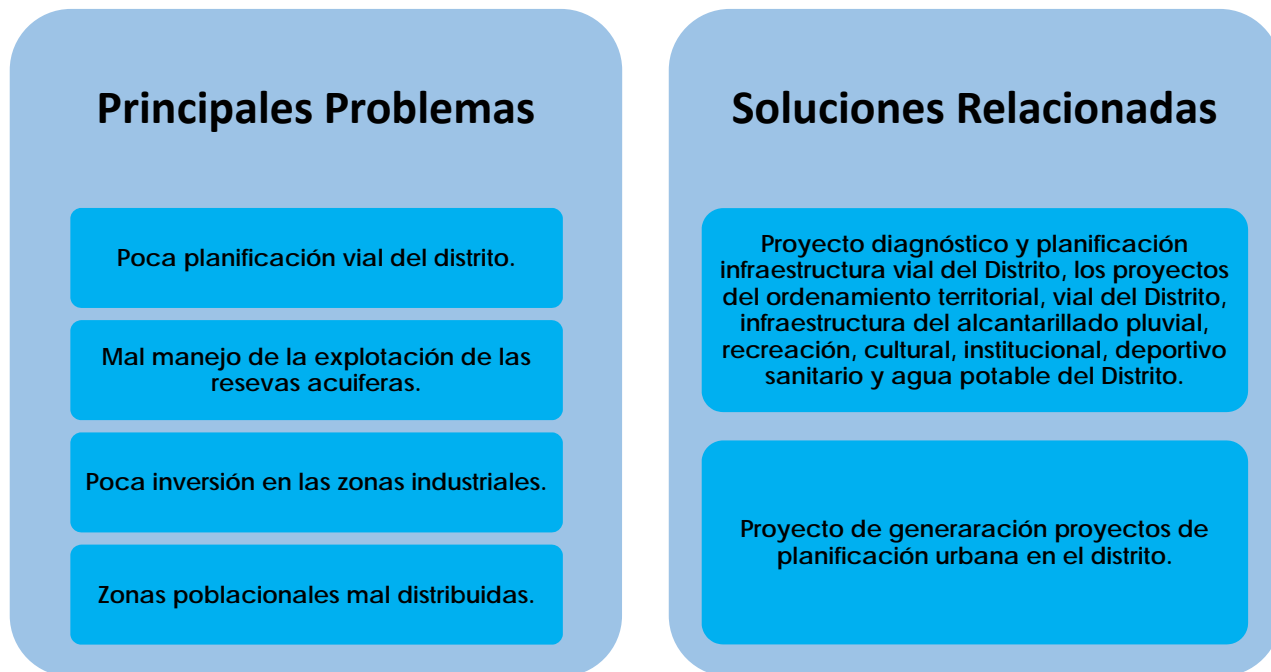 Principales Problemas
Poca planificación vial del distrito.
Mal manejo de la explotación de las
resevas acuiferas.
Poca inversión en las zonas industriales.
Zonas poblacionales mal distribuidas.
Soluciones Relacionadas
Proyecto diagnóstico y planificación
infraestructura vial del Distrito, los proyectos
del ordenamiento territorial, vial del Distrito,
infraestructura del alcantarillado pluvial,
recreación, cultural, institucional, deportivo
sanitario y agua potable del Distrito.
Proyecto de generaración proyectos de
planificación urbana en el distrito.